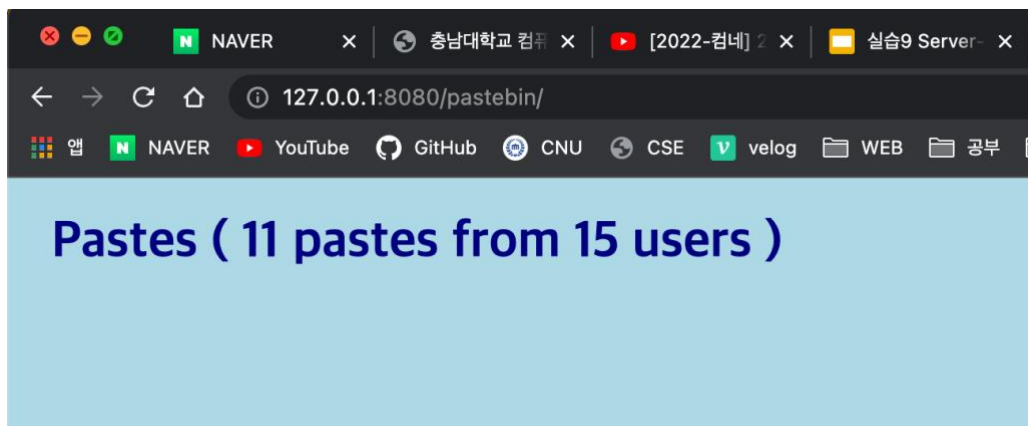 NAVER
충남대학교 컴퓨
[2022-컴네] 2
실습9 Server-
127.0.0.1:8080/pastebin/
앱 NAVER YouTube GitHub CNU CSE velog WEB 공부
Pastes ( 11 pastes from 15 users )